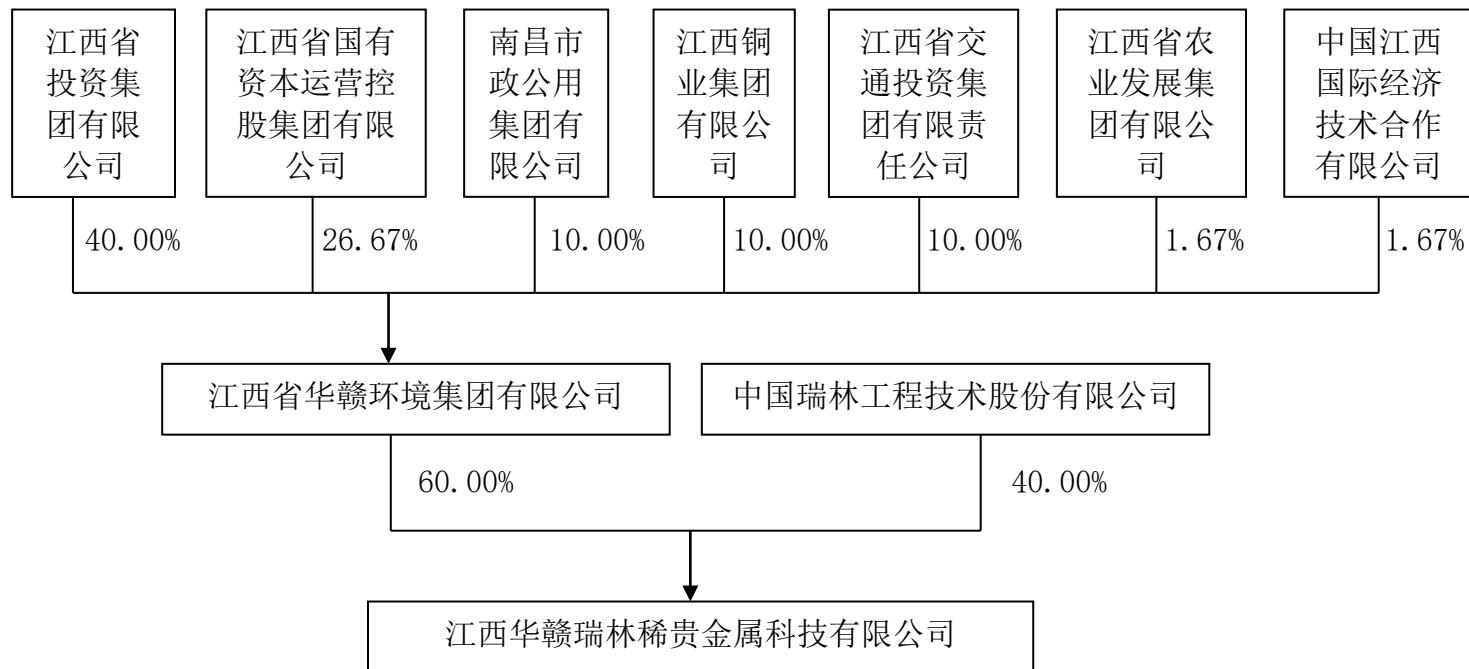 江西省
投资集
团有限
公司
江西省国有
资本运营控
股集团有限
公司
南昌市
政公用
集团有
限公司
江西铜
业集团
有限公
司
江西省交
通投资集
团有限责
任公司
江西省农
业发展集
团有限公
司
中国江西
国际经济
技术合作
有限公司
40.00%
26.67%
10.00%
10.00%
10.00%
1.67%
1.67%
江西省华赣环境集团有限公司
中国瑞林工程技术股份有限公司
60.00%
40.00%
江西华赣瑞林稀贵金属科技有限公司